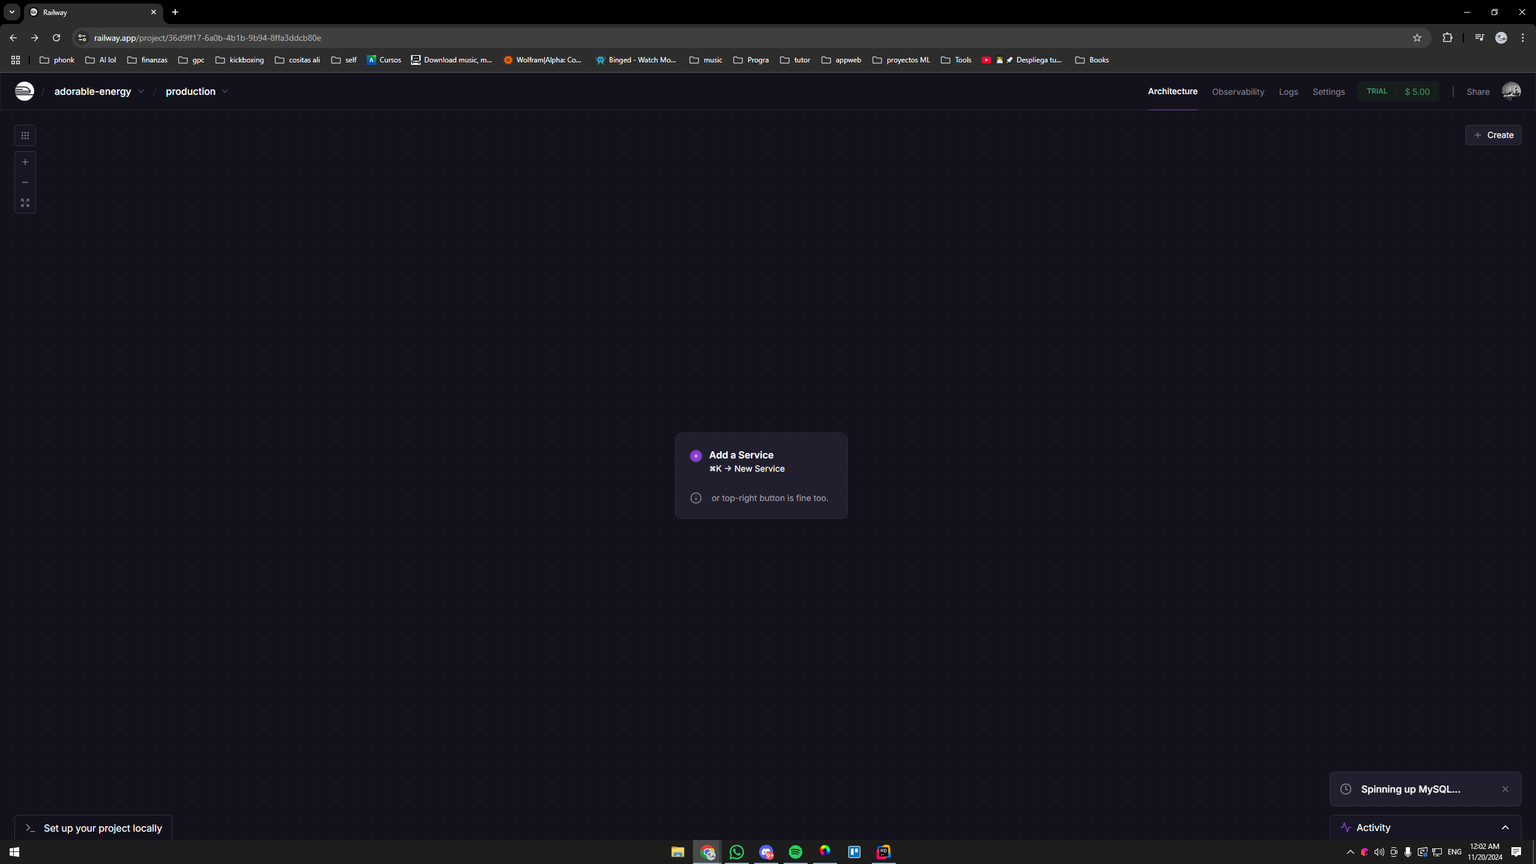 Railway
railway.app/project/36d9ff17-6a0b-4b1b-9b94-8ffa3ddcb80e
phonk AI lol finanzas gpc kickboxing cositas ali self Cursos Download music, m... Wolfram|Alpha: Co... Binged - Watch Mo... music Progra tutor appweb proyectos ML Tools Despliega tu... Books
adorable-energy / production Architecture Observability Logs Settings TRIAL $ 5.00 Share
+ Create
Add a Service
⌘K → New Service
or top-right button is fine too.
Spinning up MySQL...
Set up your project locally
Activity
ENG
12:02 AM
11/20/2024